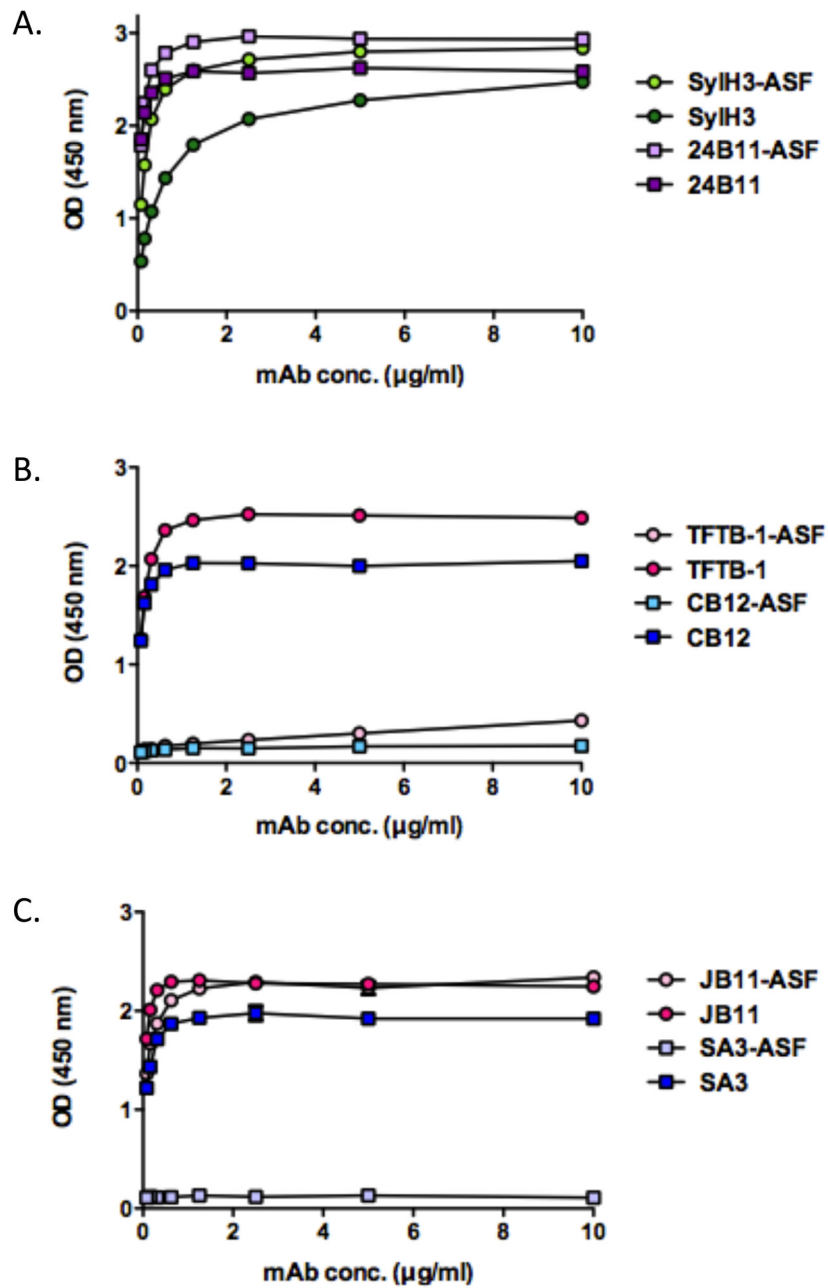 A.
3
2
1
0
OD (450 nm)
0 2 4 6 8 10
mAb conc. (µg/ml)
SylH3-ASF
SylH3
24B11-ASF
24B11
B.
3
2
1
0
OD (450 nm)
0 2 4 6 8 10
mAb conc. (µg/ml)
TFTB-1-ASF
TFTB-1
CB12-ASF
CB12
C.
3
2
1
0
OD (450 nm)
0 2 4 6 8 10
mAb conc. (µg/ml)
JB11-ASF
JB11
SA3-ASF
SA3